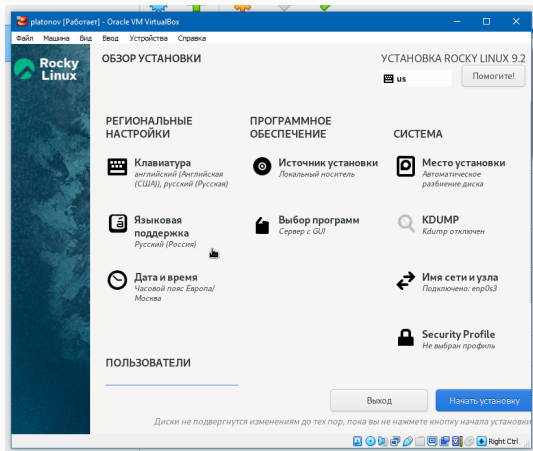 platonov [Работает] - Oracle VM VirtualBox
Файл Машина Вид Ввод Устройства Справка
Rocky
Linux
ОБЗОР УСТАНОВКИ
УСТАНОВКА ROCKY LINUX 9.2
us
Помогите!
РЕГИОНАЛЬНЫЕ
НАСТРОЙКИ
Клавиатура
английский (Английская
(США)), русский (Русская)
Языковая
поддержка
Русский (Россия)
Дата и время
Часовой пояс Европа/
Москва
ПРОГРАММНОЕ
ОБЕСПЕЧЕНИЕ
Источник установки
Локальный носитель
Выбор программ
Сервер с GUI
СИСТЕМА
Место установки
Автоматическое
разбиение диска
KDUMP
Kdump отключен
Имя сети и узла
Подключено: enp0s3
Security Profile
Не выбран профиль
ПОЛЬЗОВАТЕЛИ
Выход
Начать установку
Диски не подвергнутся изменениям до тех пор, пока вы не нажмете кнопку начала установки
Right Ctrl